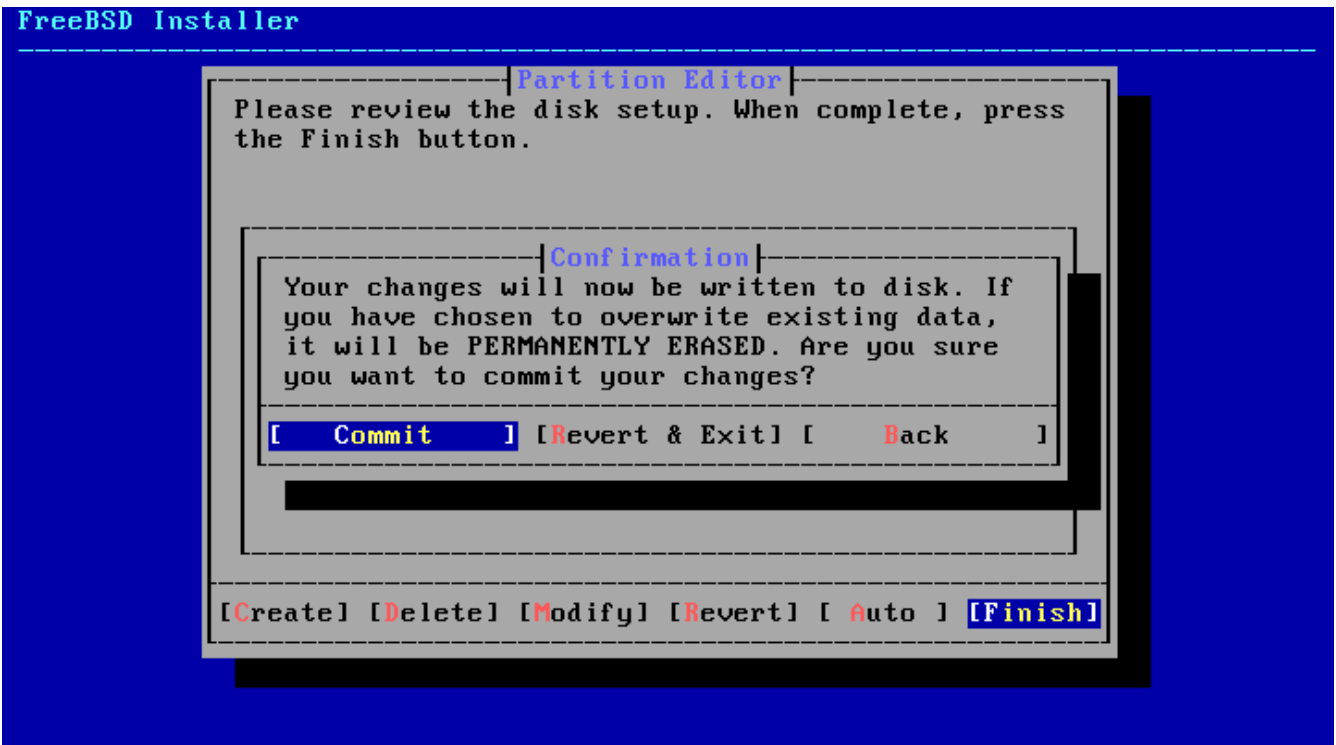 FreeBSD Installer
Partition Editor
Please review the disk setup. When complete, press
the Finish button.
Confirmation
Your changes will now be written to disk. If
you have chosen to overwrite existing data,
it will be PERMANENTLY ERASED. Are you sure
you want to commit your changes?
[ Commit ] [Revert & Exit] [ Back ]
[Create] [Delete] [Modify] [Revert] [ Auto ] [Finish]